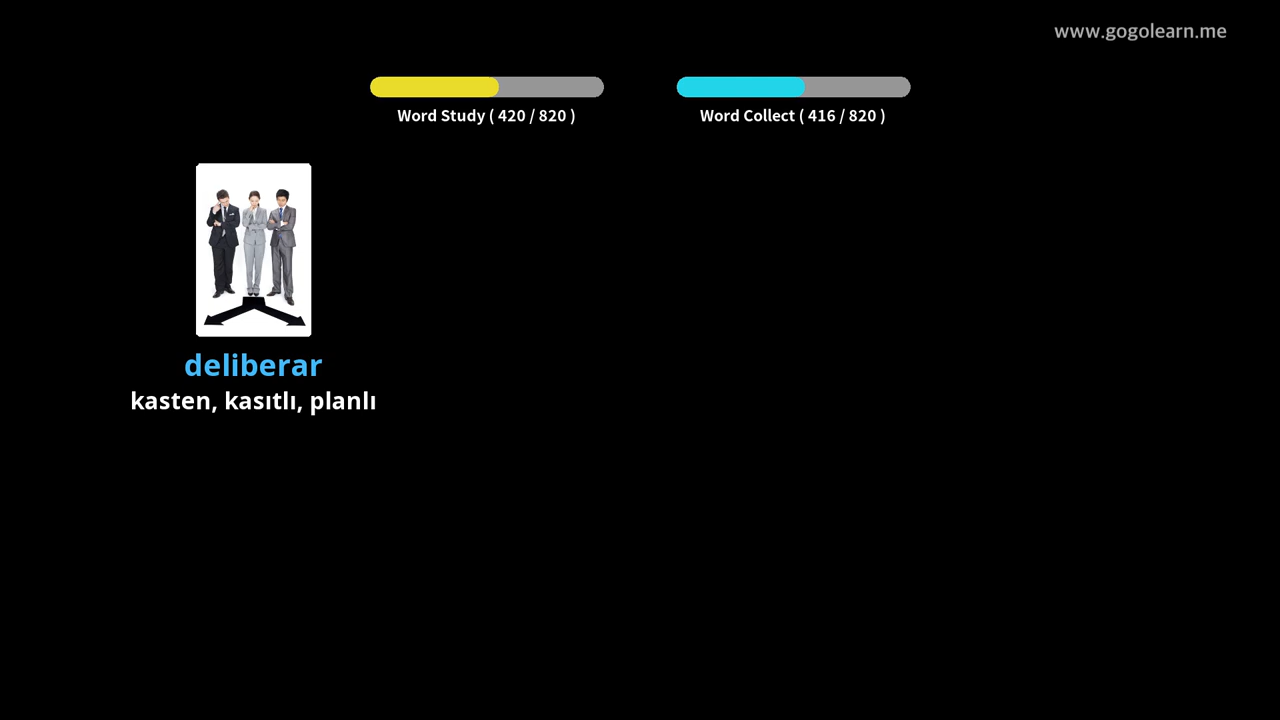 www.gogolearn.me
Word Study ( 420 / 820 )
Word Collect ( 416 / 820 )
deliberar
kasten, kasıtlı, planlı